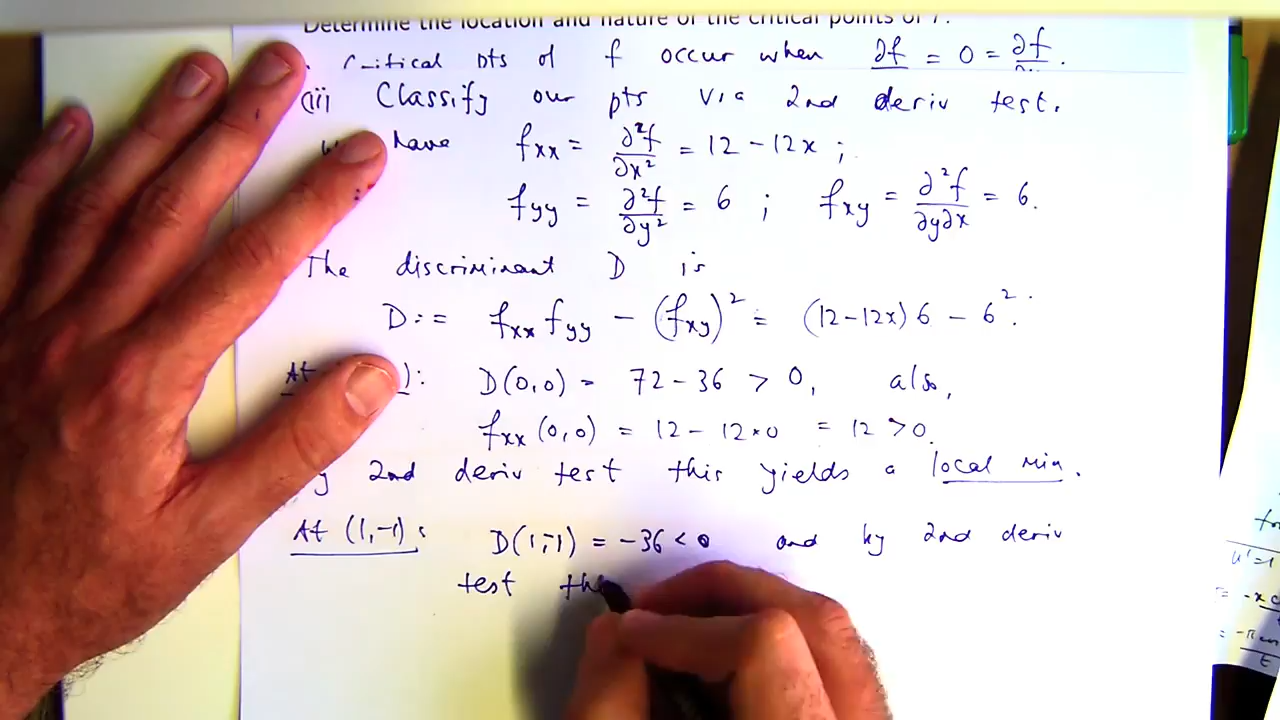 Determine the location and nature of the critical points of f.
critical pts of f occur when ∂f = 0 = ∂f.
(ii) Classify our pts via 2nd deriv test.
have fxx = ∂²f/∂x² = 12 - 12x ;
fyy = ∂²f/∂y² = 6 ; fxy = ∂²f/∂y∂x = 6.
The discriminant D is
D := fxx fyy - (fxy)² = (12-12x) 6 - 6².
At ): D(0,0) = 72 - 36 > 0, also,
fxx (0,0) = 12 - 12×0 = 12 > 0.
y 2nd deriv test this yields a local min.
At (1,-1): D(1,-1) = -36 < 0 and by 2nd deriv
test thi
u'=1